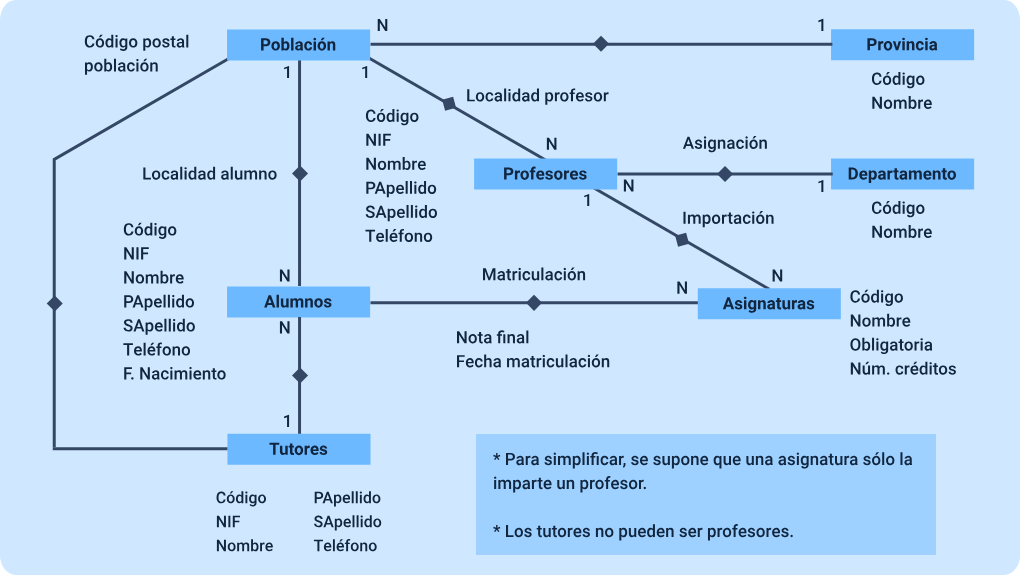 N
1
Código postal
población
Población
Provincia
1
1
Código
Nombre
Localidad profesor
Código
NIF
Nombre
PApellido
SApellido
Teléfono
N
Asignación
Localidad alumno
Profesores
N
1
Departamento
1
Código
Nombre
Importación
Código
NIF
Nombre
PApellido
SApellido
Teléfono
F. Nacimiento
N
Alumnos
N
Matriculación
N
N
Asignaturas
Código
Nombre
Obligatoria
Núm. créditos
Nota final
Fecha matriculación
1
Tutores
Código
NIF
Nombre
PApellido
SApellido
Teléfono
* Para simplificar, se supone que una asignatura sólo la
imparte un profesor.
* Los tutores no pueden ser profesores.